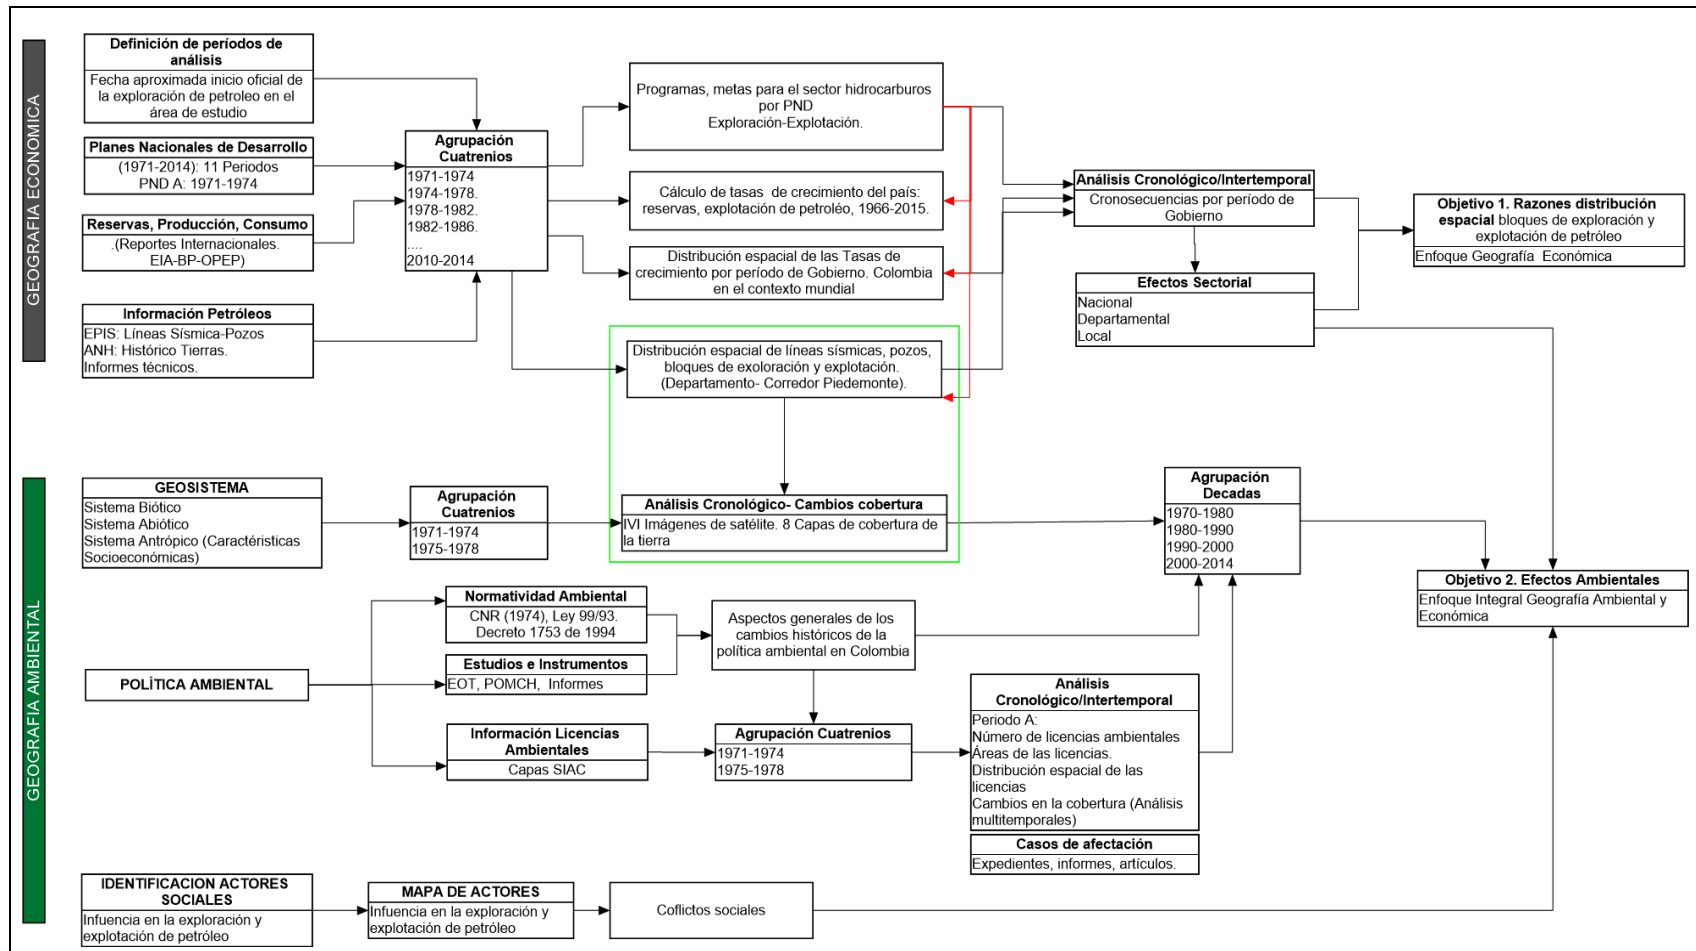 GEOGRAFIA ECONOMICA
Definición de períodos de
análisis
Fecha aproximada inicio oficial de
la exploración de petroleo en el
área de estudio
Planes Nacionales de Desarrollo
(1971-2014): 11 Periodos
PND A: 1971-1974
Reservas, Producción, Consumo
.(Reportes Internacionales.
EIA-BP-OPEP)
Información Petróleos
EPIS: Líneas Sísmica-Pozos
ANH: Histórico Tierras.
Informes técnicos.
Agrupación
Cuatrenios
1971-1974
1974-1978.
1978-1982.
1982-1986.
....
2010-2014
Programas, metas para el sector hidrocarburos
por PND
Exploración-Explotación.
Cálculo de tasas de crecimiento del país:
reservas, explotación de petroléo, 1966-2015.
Distribución espacial de las Tasas de
crecimiento por período de Gobierno. Colombia
en el contexto mundial
Distribución espacial de líneas sísmicas, pozos,
bloques de exoloración y explotación.
(Departamento- Corredor Piedemonte).
Análisis Cronológico/Intertemporal
Cronosecuencias por período de
Gobierno
Efectos Sectorial
Nacional
Departamental
Local
Objetivo 1. Razones distribución
espacial bloques de exploración y
explotación de petróleo
Enfoque Geografía Económica
GEOGRAFIA AMBIENTAL
GEOSISTEMA
Sistema Biótico
Sistema Abiótico
Sistema Antrópico (Caractéristicas
Socioeconómicas)
Agrupación
Cuatrenios
1971-1974
1975-1978
Análisis Cronológico- Cambios cobertura
IVI Imágenes de satélite. 8 Capas de cobertura de
la tierra
Agrupación
Decadas
1970-1980
1980-1990
1990-2000
2000-2014
Objetivo 2. Efectos Ambientales
Enfoque Integral Geografía Ambiental y
Económica
POLÍTICA AMBIENTAL
Normatividad Ambiental
CNR (1974), Ley 99/93.
Decreto 1753 de 1994
Estudios e Instrumentos
EOT, POMCH, Informes
Información Licencias
Ambientales
Capas SIAC
Aspectos generales de los
cambios históricos de la
política ambiental en Colombia
Agrupación Cuatrenios
1971-1974
1975-1978
Análisis
Cronológico/Intertemporal
Periodo A:
Número de licencias ambientales
Áreas de las licencias.
Distribución espacial de las
licencias
Cambios en la cobertura (Análisis
multitemporales)
Casos de afectación
Expedientes, informes, artículos.
IDENTIFICACION ACTORES
SOCIALES
Infuencia en la exploración y
explotación de petróleo
MAPA DE ACTORES
Infuencia en la exploración y
explotación de petróleo
Coflictos sociales